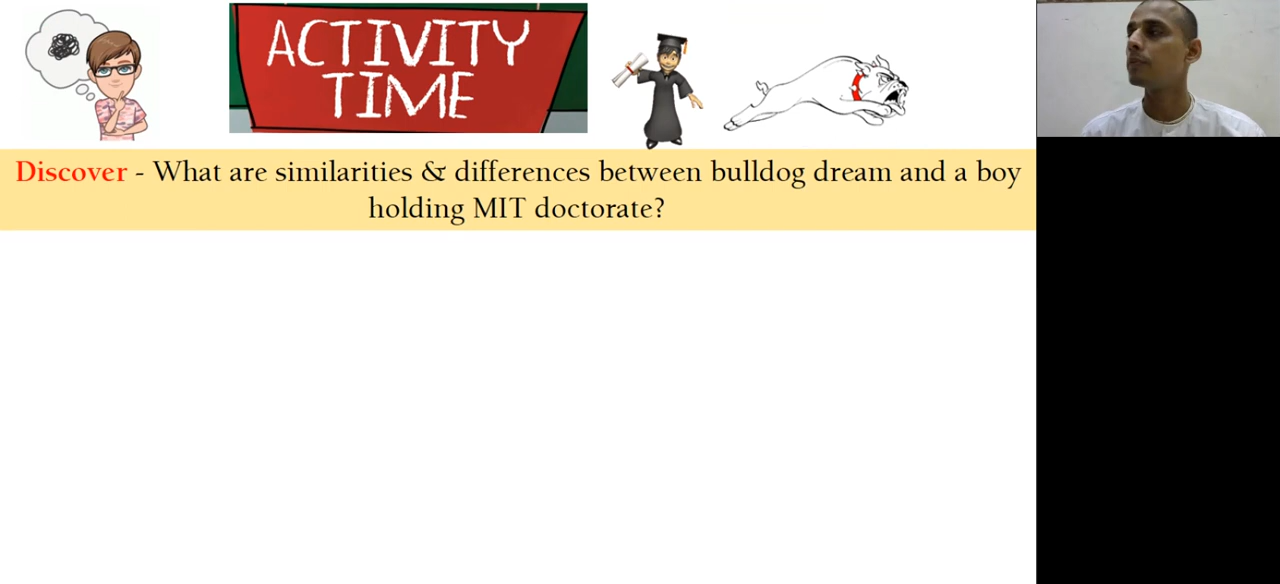 ACTIVITY
TIME
Discover - What are similarities & differences between bulldog dream and a boy
holding MIT doctorate?